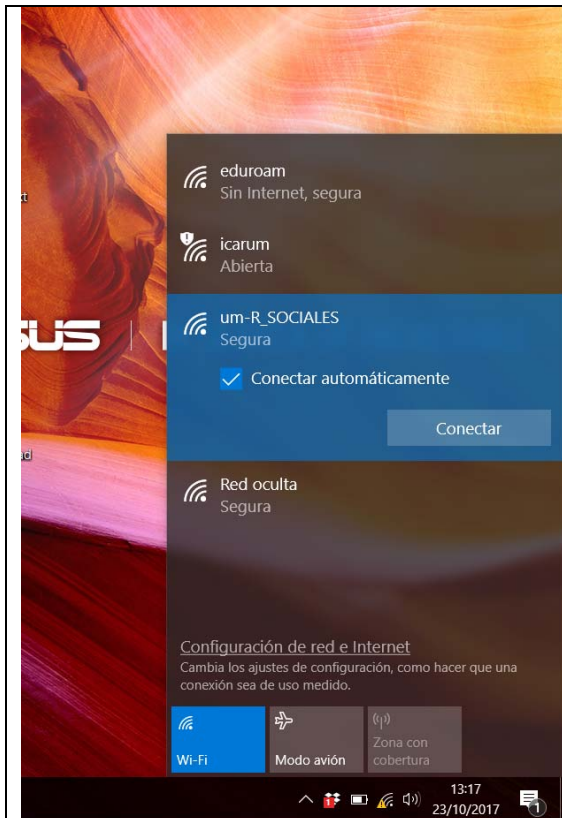 eduroam
Sin Internet, segura
icarum
Abierta
um-R_SOCIALES
Segura
Conectar automáticamente
Conectar
Red oculta
Segura
Configuración de red e Internet
Cambia los ajustes de configuración, como hacer que una
conexión sea de uso medido.
Wi-Fi
Modo avión
Zona con
cobertura
13:17
23/10/2017
1